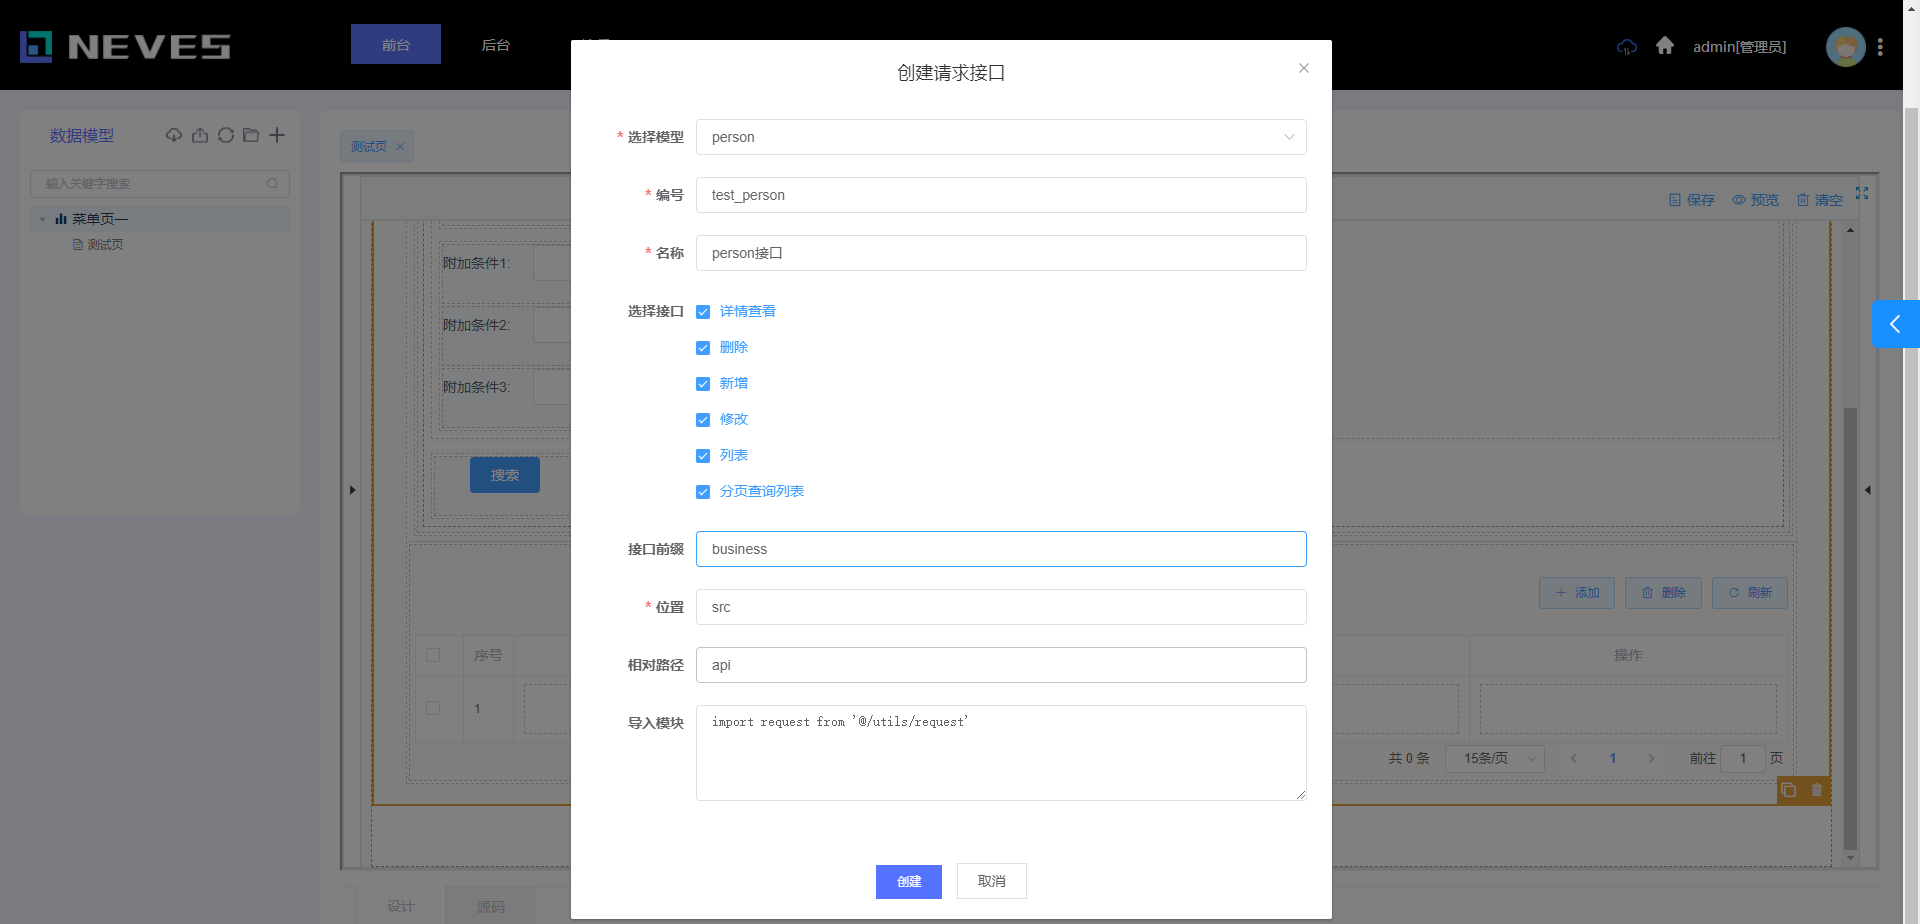 NEVES
前台
后台
admin[管理员]
数据模型
输入关键字搜索
菜单页一
测试页
测试页
保存
预览
清空
附加条件1:
附加条件2:
附加条件3:
搜索
添加
删除
刷新
序号
操作
1
共 0 条
15条/页
1
前往
1
页
设计
源码
创建请求接口
* 选择模型
person
* 编号
test_person
* 名称
person接口
选择接口
详情查看
删除
新增
修改
列表
分页查询列表
接口前缀
business
* 位置
src
相对路径
api
导入模块
import request from '@/utils/request'
创建
取消